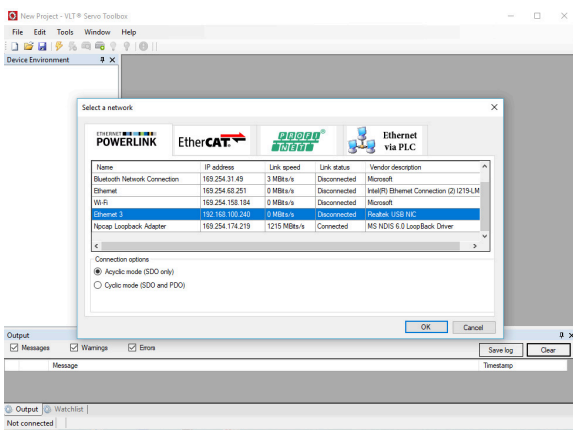 New Project - VLT® Servo Toolbox
File Edit Tools Window Help
Device Environment
Select a network
ETHERNET POWERLINK
EtherCAT
PROFI NET®
Ethernet via PLC
Name IP address Link speed Link status Vendor description
Bluetooth Network Connection 169.254.31.49 3 MBits/s Disconnected Microsoft
Ethernet 169.254.68.251 0 MBits/s Disconnected Intel(R) Ethernet Connection (2) I219-LM
Wi-Fi 169.254.158.184 0 MBits/s Disconnected Microsoft
Ethernet 3 192.168.100.240 0 MBits/s Disconnected Realtek USB NIC
Npcap Loopback Adapter 169.254.174.219 1215 MBits/s Connected MS NDIS 6.0 LoopBack Driver
Connection options
Acyclic mode (SDO only)
Cyclic mode (SDO and PDO)
OK Cancel
Output
Messages Warnings Errors Save log Clear
Message Timestamp
Output Watchlist
Not connected